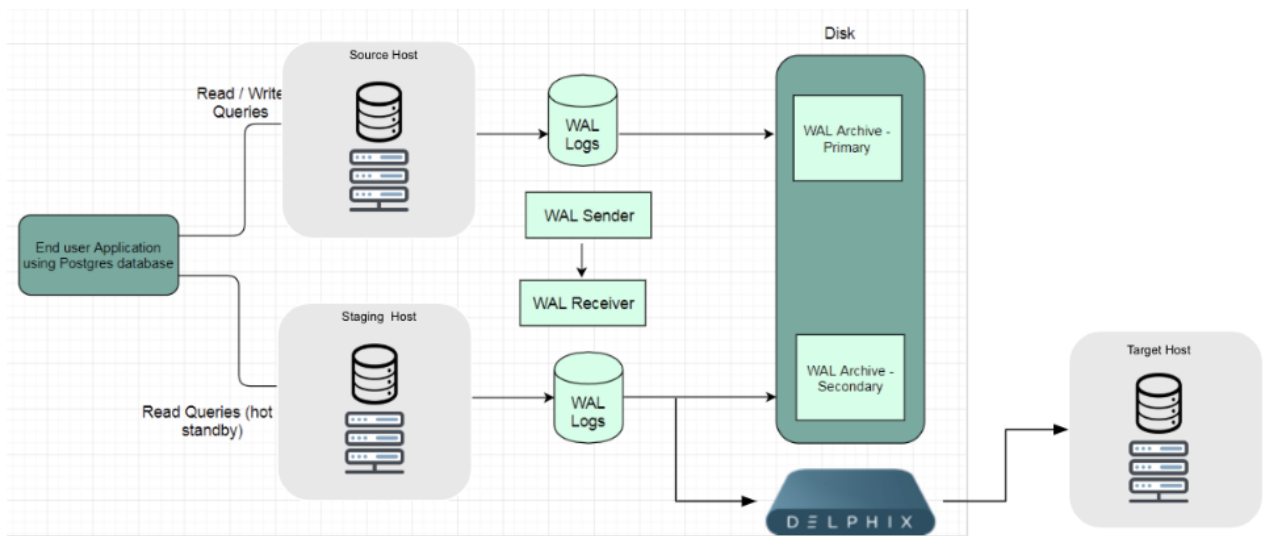 Disk
Source Host
Read / Write
Queries
WAL
Logs
WAL Archive -
Primary
WAL Sender
End user Application
using Postgres database
WAL Receiver
Staging Host
Target Host
WAL Archive -
Secondary
WAL
Logs
Read Queries (hot
standby)
DELPHIX